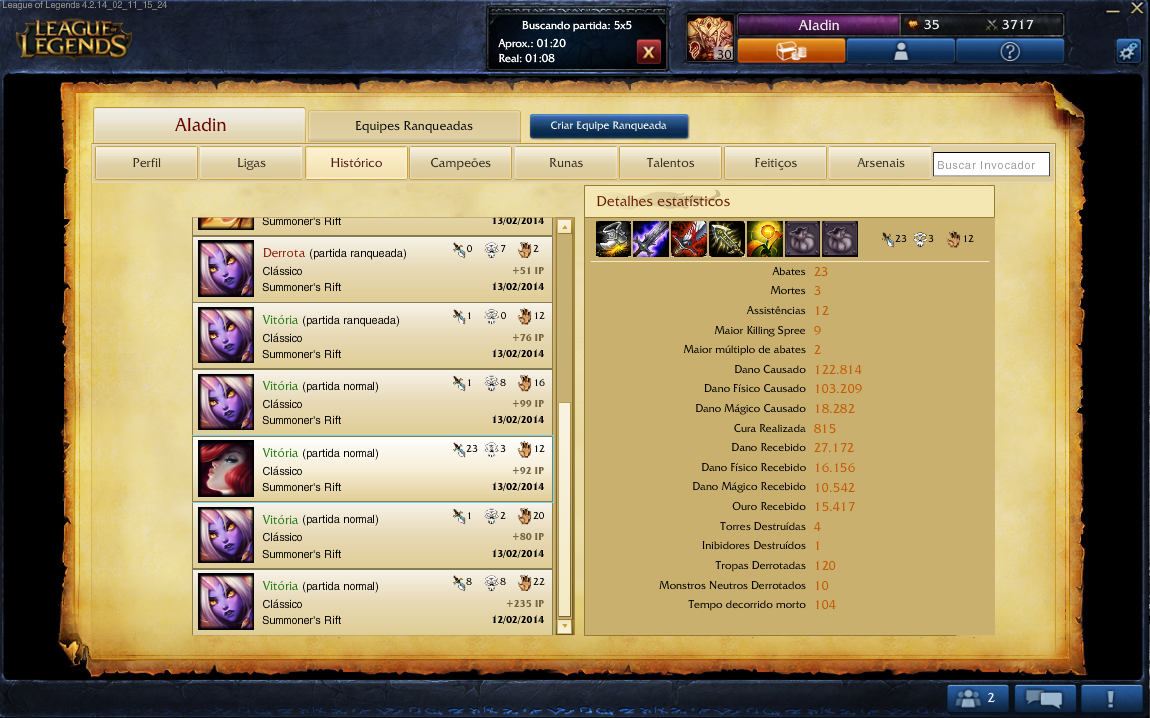 League of Legends 4.2.14_02_11_15_24
LEAGUE OF LEGENDS
Buscando partida: 5x5
Aprox.: 01:20
Real: 01:08
X
30
Aladin
35
3717
?
Aladin
Equipes Ranqueadas
Criar Equipe Ranqueada
Perfil
Ligas
Histórico
Campeões
Runas
Talentos
Feitiços
Arsenais
Buscar Invocador
Summoner's Rift 13/02/2014
Derrota (partida ranqueada) 0 7 2
Clássico +51 IP
Summoner's Rift 13/02/2014
Vitória (partida ranqueada) 1 0 12
Clássico +76 IP
Summoner's Rift 13/02/2014
Vitória (partida normal) 1 8 16
Clássico +99 IP
Summoner's Rift 13/02/2014
Vitória (partida normal) 23 3 12
Clássico +92 IP
Summoner's Rift 13/02/2014
Vitória (partida normal) 1 2 20
Clássico +80 IP
Summoner's Rift 13/02/2014
Vitória (partida normal) 8 8 22
Clássico +235 IP
Summoner's Rift 12/02/2014
Detalhes estatísticos
23 3 12
Abates 23
Mortes 3
Assistências 12
Maior Killing Spree 9
Maior múltiplo de abates 2
Dano Causado 122.814
Dano Físico Causado 103.209
Dano Mágico Causado 18.282
Cura Realizada 815
Dano Recebido 27.172
Dano Físico Recebido 16.156
Dano Mágico Recebido 10.542
Ouro Recebido 15.417
Torres Destruídas 4
Inibidores Destruídos 1
Tropas Derrotadas 120
Monstros Neutros Derrotados 10
Tempo decorrido morto 104
2
!